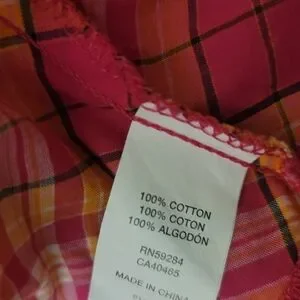 100% COTTON
100% COTON
100% ALGODÓN
RN59284
CA40465
MADE IN CHINA